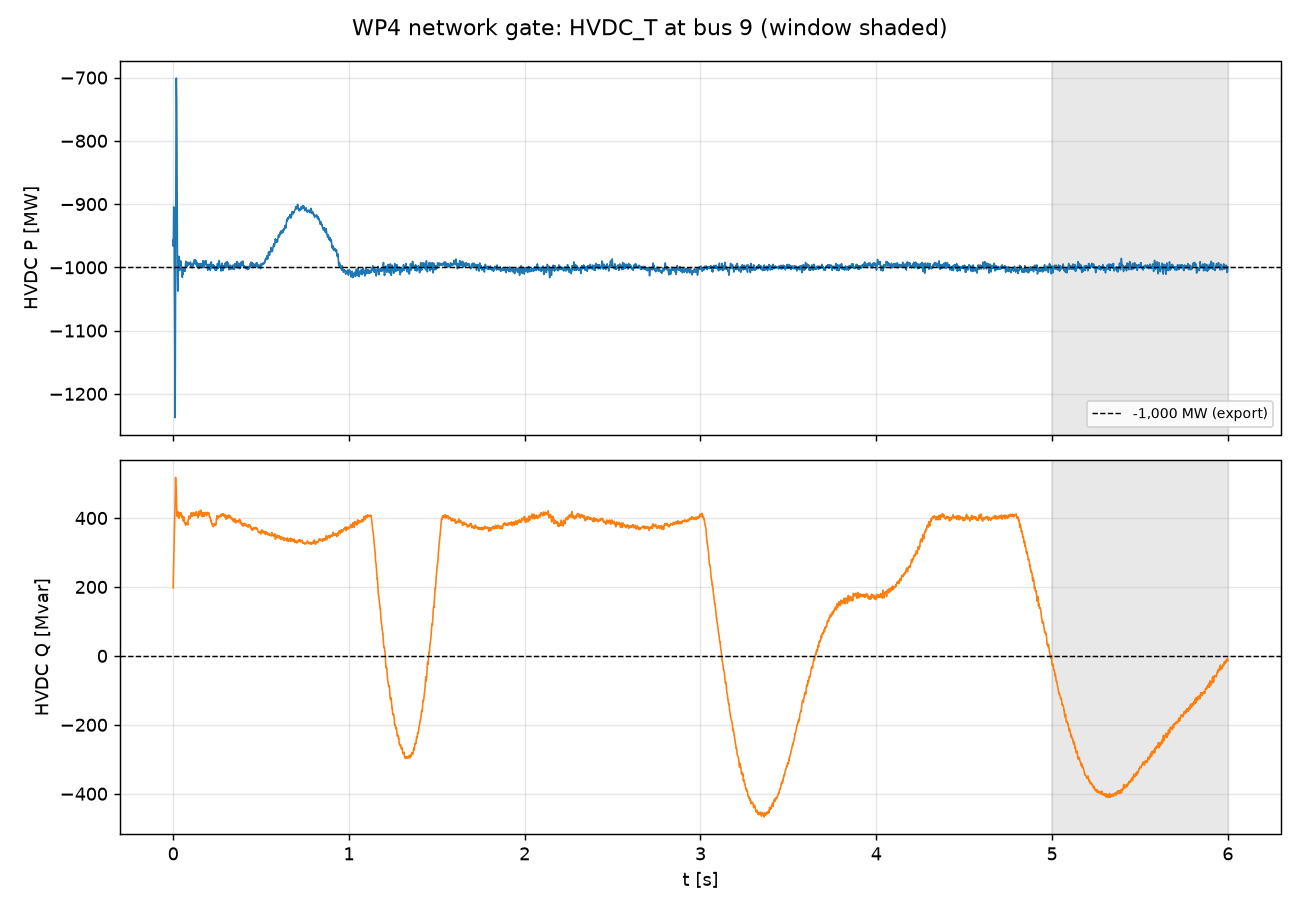 WP4 network gate: HVDC_T at bus 9 (window shaded)
HVDC P [MW]
−700
−800
−900
−1000
−1100
−1200
-1,000 MW (export)
HVDC Q [Mvar]
400
200
0
−200
−400
0 1 2 3 4 5 6
t [s]